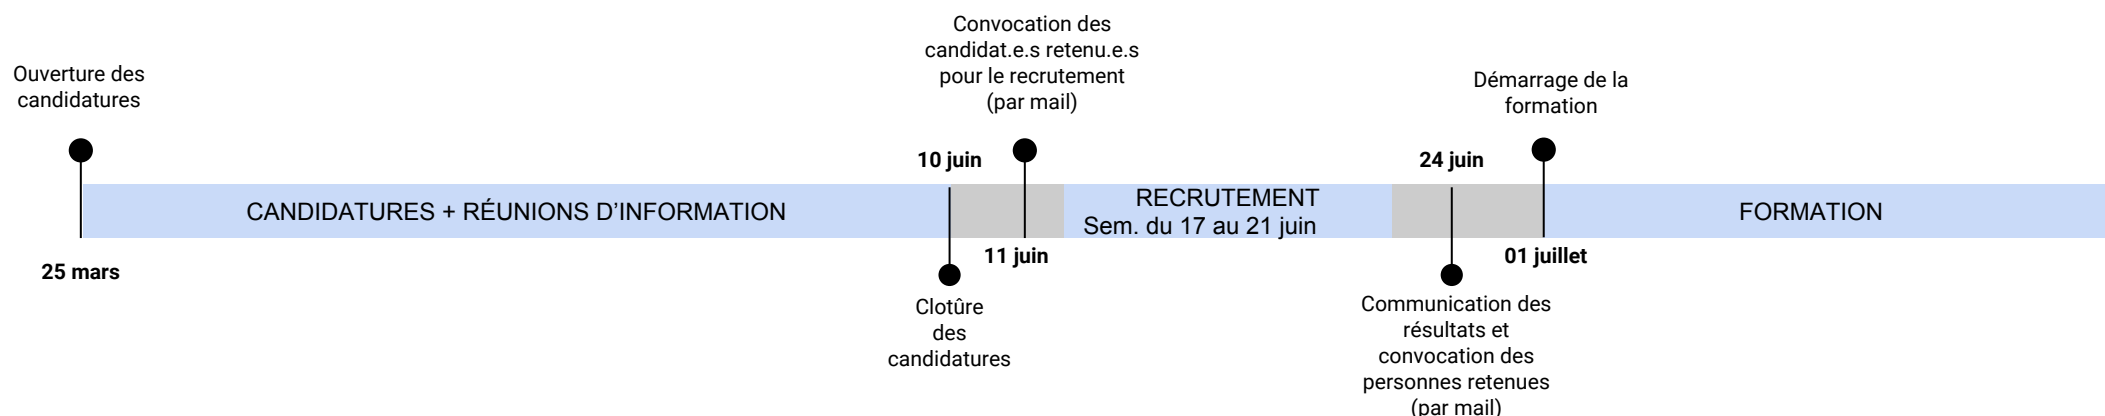 Ouverture des
candidatures
25 mars
CANDIDATURES + RÉUNIONS D'INFORMATION
10 juin
Clotûre
des
candidatures
Convocation des
candidat.e.s retenu.e.s
pour le recrutement
(par mail)
11 juin
RECRUTEMENT
Sem. du 17 au 21 juin
24 juin
Communication des
résultats et
convocation des
personnes retenues
(par mail)
Démarrage de la
formation
01 juillet
FORMATION